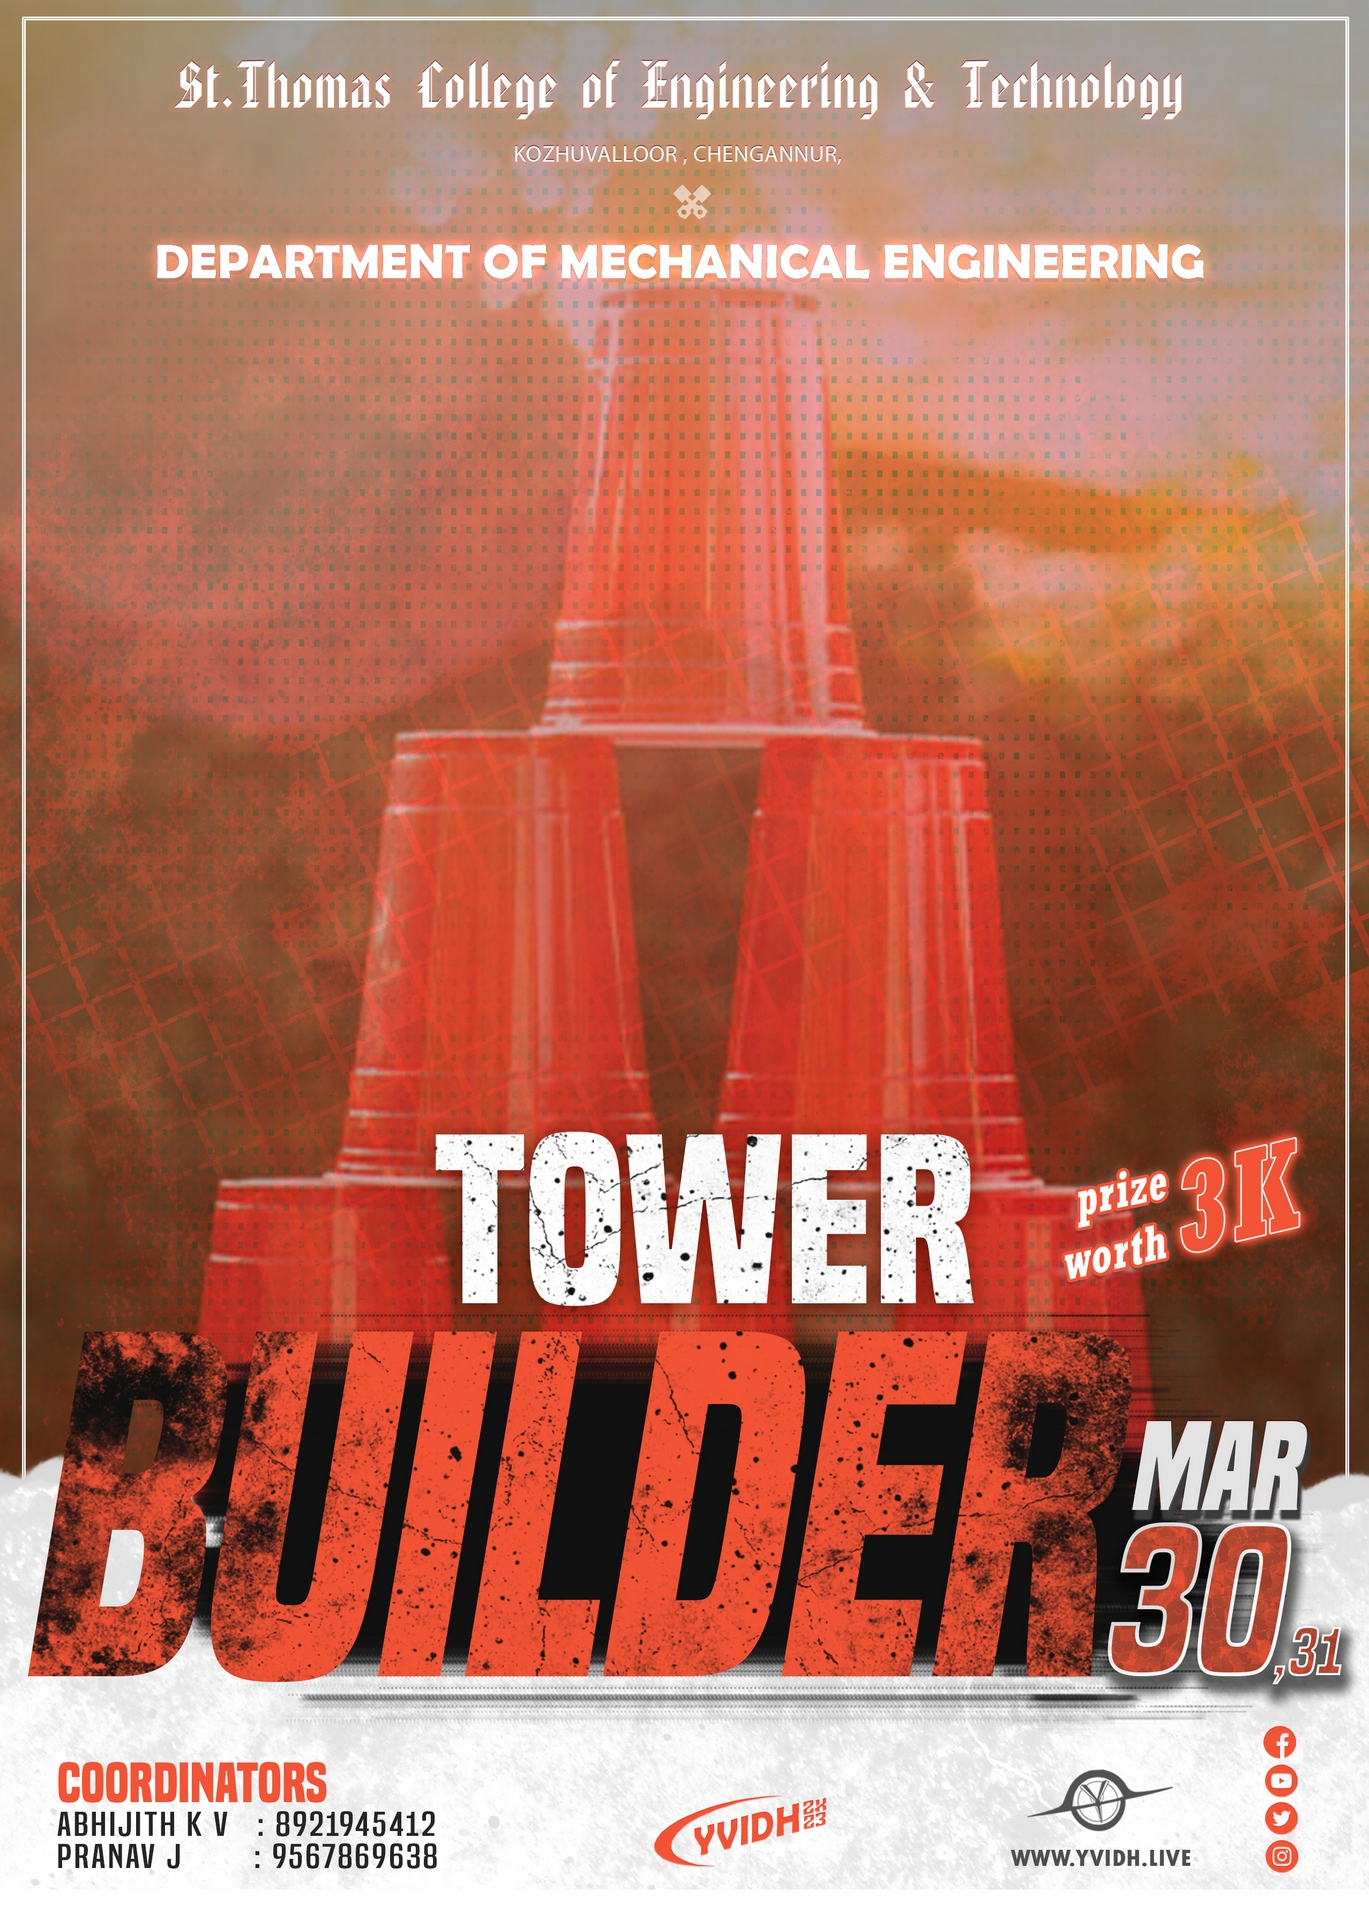 St.Thomas College of Engineering & Technology
KOZHUVALLOOR , CHENGANNUR,
DEPARTMENT OF MECHANICAL ENGINEERING
TOWER
prize
worth 3K
BUILDER
MAR
30,31
COORDINATORS
ABHIJITH K V : 8921945412
PRANAV J : 9567869638
YVIDH 2K23
WWW.YVIDH.LIVE